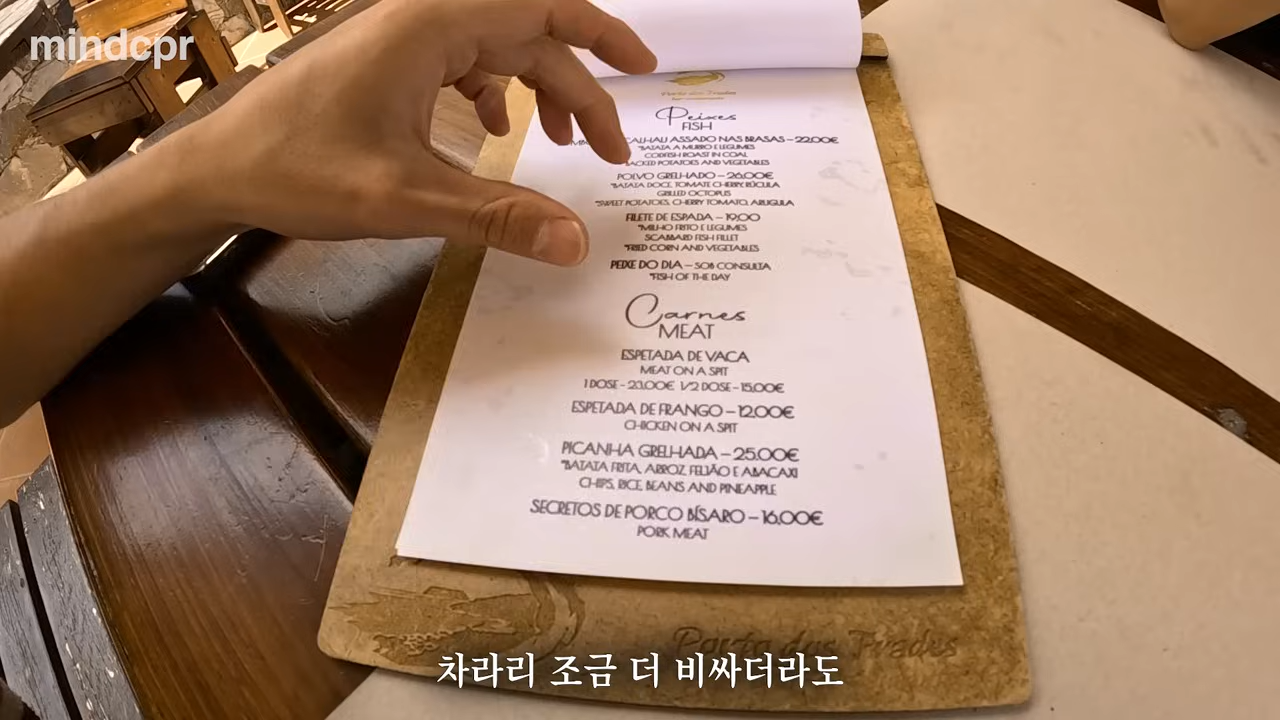 mindcpr
Porta dos Frades
Peixes
FISH
ASSADO NAS BRASAS – 22,00€
*BATATA A MURRO E LEGUMES
CODFISH ROAST IN COAL
POTATOES AND VEGETABLES
POLVO GRELHADO – 26,00€
*BATATA DOCE, TOMATE CHERRY, RÚCULA
GRILLED OCTOPUS
*SWEET POTATOES, CHERRY TOMATO, ARUGULA
FILETE DE ESPADA – 19,00
*MILHO FRITO E LEGUMES
SCABBARD FISH FILLET
*FRIED CORN AND VEGETABLES
PEIXE DO DIA – SOB CONSULTA
*FISH OF THE DAY
Carnes
MEAT
ESPETADA DE VACA
MEAT ON A SPIT
1 DOSE – 23,00€ 1/2 DOSE – 15,00€
ESPETADA DE FRANGO – 12,00€
CHICKEN ON A SPIT
PICANHA GRELHADA – 25,00€
*BATATA FRITA, ARROZ, FEIJÃO E ABACAXI
CHIPS, RICE, BEANS AND PINEAPPLE
SECRETOS DE PORCO BÍSARO – 16,00€
PORK MEAT
Porta dos Frades
차라리 조금 더 비싸더라도